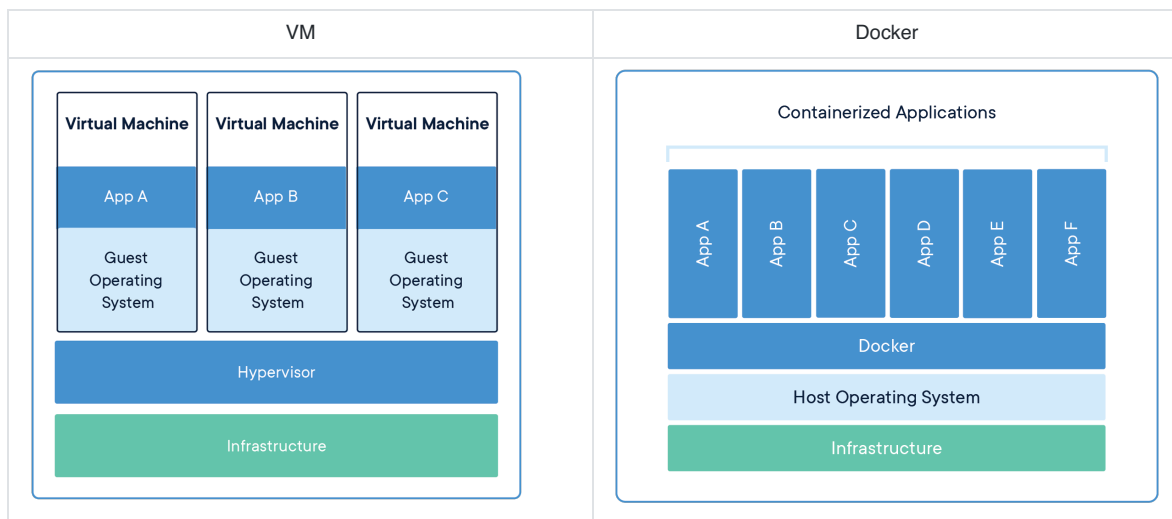 VM
Docker
Virtual Machine
Virtual Machine
Virtual Machine
App A
App B
App C
Guest
Operating
System
Guest
Operating
System
Guest
Operating
System
Hypervisor
Infrastructure
Containerized Applications
App A
App B
App C
App D
App E
App F
Docker
Host Operating System
Infrastructure